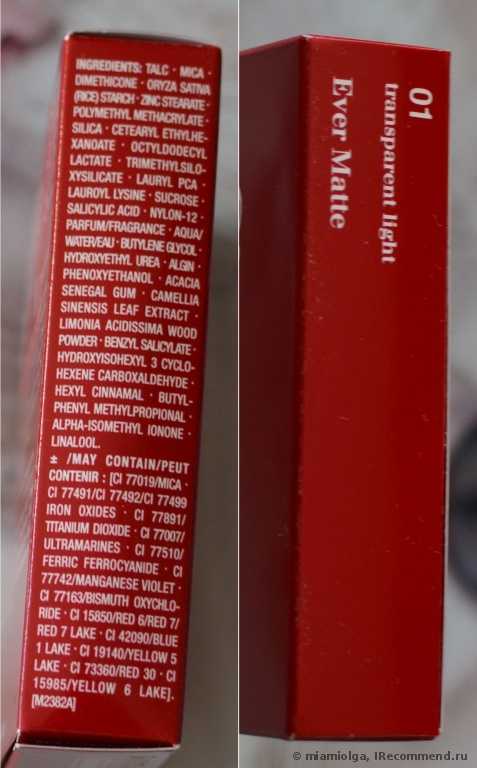 INGREDIENTS: TALC · MICA ·
DIMETHICONE · ORYZA SATIVA
(RICE) STARCH · ZINC STEARATE ·
POLYMETHYL METHACRYLATE ·
SILICA · CETEARYL ETHYLHE-
XANOATE · OCTYLDODECYL
LACTATE · TRIMETHYLSILO-
XYSILICATE · LAURYL PCA ·
LAUROYL LYSINE · SUCROSE ·
SALICYLIC ACID · NYLON-12 ·
PARFUM/FRAGRANCE · AQUA/
WATER/EAU · BUTYLENE GLYCOL ·
HYDROXYETHYL UREA · ALGIN ·
PHENOXYETHANOL · ACACIA
SENEGAL GUM · CAMELLIA
SINENSIS LEAF EXTRACT ·
LIMONIA ACIDISSIMA WOOD
POWDER · BENZYL SALICYLATE ·
HYDROXYISOHEXYL 3 CYCLO-
HEXENE CARBOXALDEHYDE ·
HEXYL CINNAMAL · BUTYL-
PHENYL METHYLPROPIONAL ·
ALPHA-ISOMETHYL IONONE ·
LINALOOL.
± /MAY CONTAIN/PEUT
CONTENIR : [CI 77019/MICA ·
CI 77491/CI 77492/CI 77499
IRON OXIDES · CI 77891/
TITANIUM DIOXIDE · CI 77007/
ULTRAMARINES · CI 77510/
FERRIC FERROCYANIDE · CI
77742/MANGANESE VIOLET ·
CI 77163/BISMUTH OXYCHLO-
RIDE · CI 15850/RED 6/RED 7/
RED 7 LAKE · CI 42090/BLUE
1 LAKE · CI 19140/YELLOW 5
LAKE · CI 73360/RED 30 · CI
15985/YELLOW 6 LAKE].
[M2382A]
01
transparent light
Ever Matte
© miamiolga, IRecommend.ru